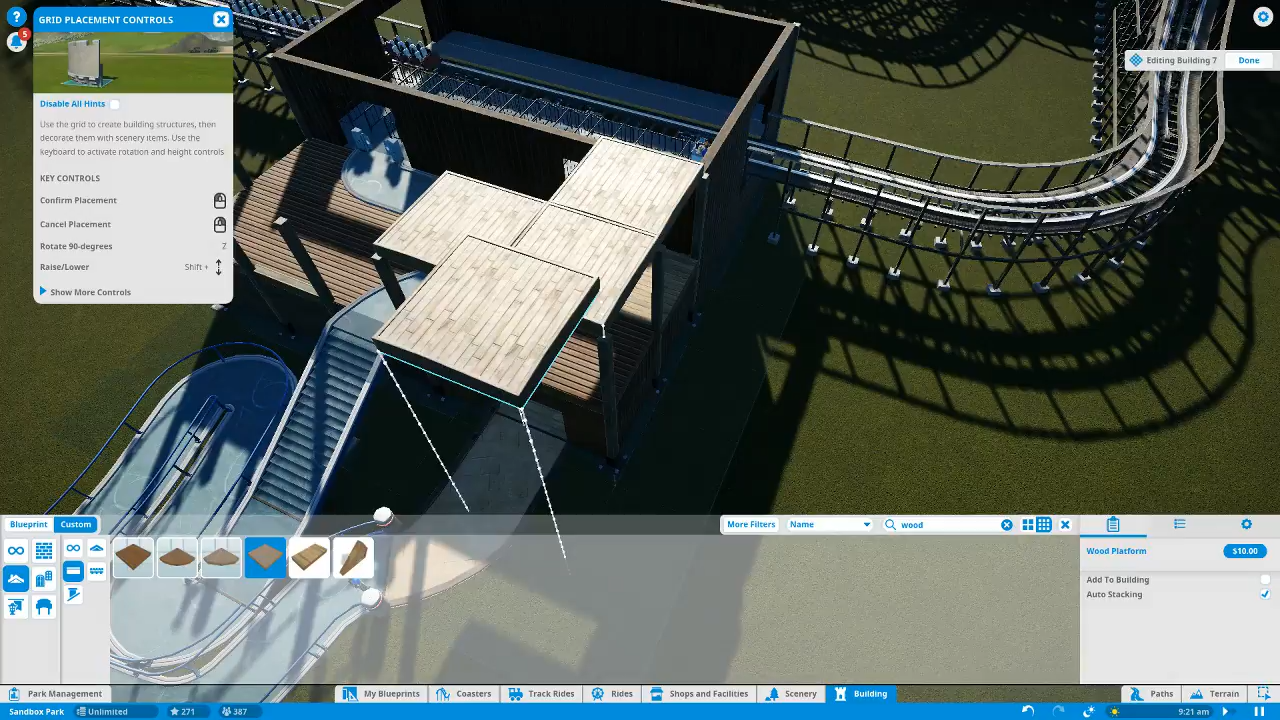 ?
GRID PLACEMENT CONTROLS
5
Disable All Hints
Use the grid to create building structures, then
decorate them with scenery items. Use the
keyboard to activate rotation and height controls
KEY CONTROLS
Confirm Placement
Cancel Placement
Rotate 90-degrees Z
Raise/Lower Shift +
Show More Controls
Editing Building 7 Done
Blueprint Custom
More Filters Name wood
Wood Platform $10.00
Add To Building
Auto Stacking
Park Management My Blueprints Coasters Track Rides Rides Shops and Facilities Scenery Building Paths Terrain
Sandbox Park Unlimited 271 387 9:21 am